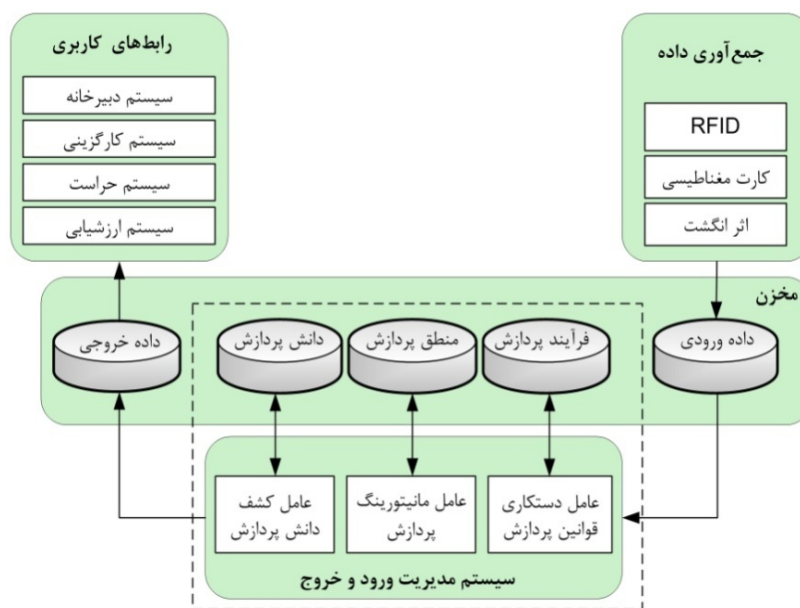 جمع‌آوری داده
RFID
کارت مغناطیسی
اثر انگشت
رابط‌های کاربری
سیستم دبیرخانه
سیستم کارگزینی
سیستم حراست
سیستم ارزشیابی
مخزن
داده ورودی
فرآیند پردازش
منطق پردازش
دانش پردازش
داده خروجی
عامل دستکاری
قوانین پردازش
عامل مانیتورینگ
پردازش
عامل کشف
دانش پردازش
سیستم مدیریت ورود و خروج